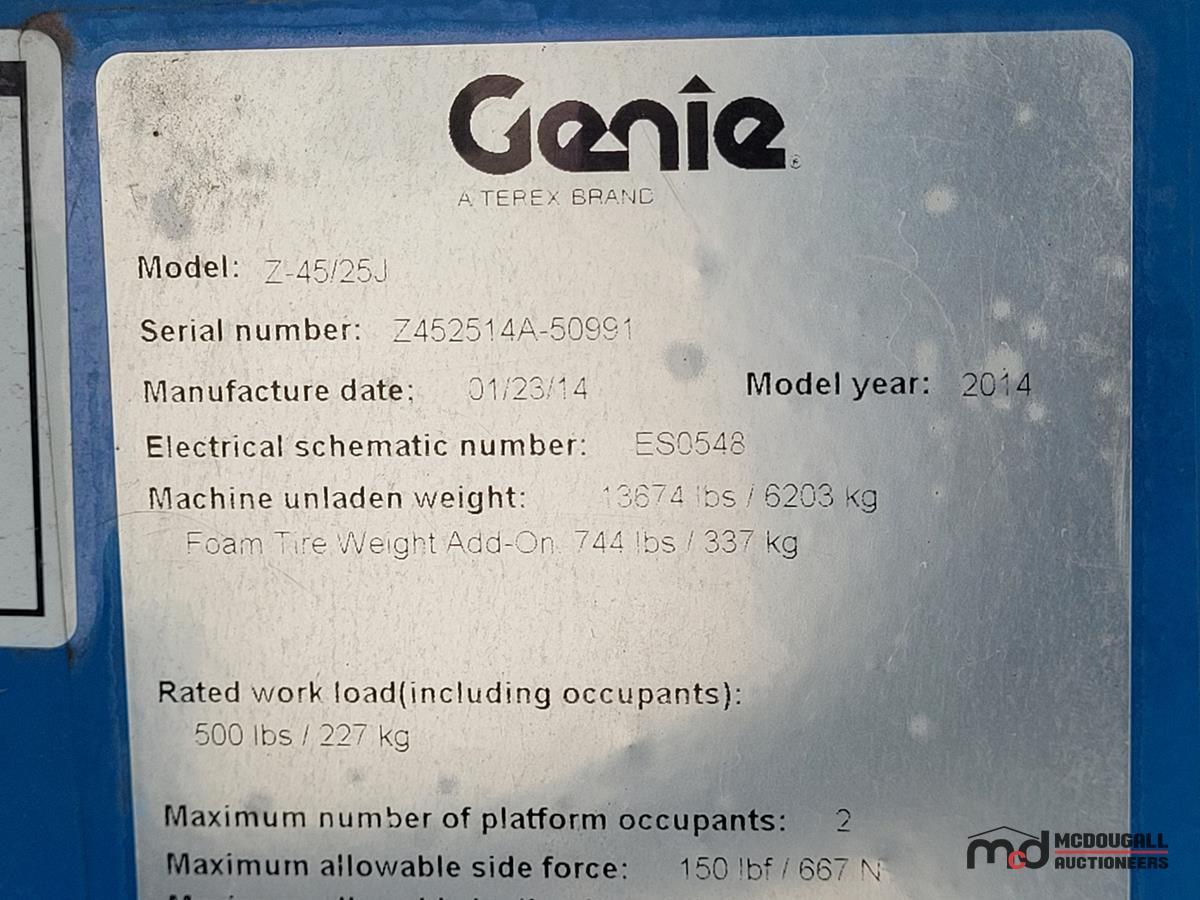 Genie®
A TEREX BRAND
Model: Z-45/25J
Serial number: Z452514A-50991
Manufacture date: 01/23/14 Model year: 2014
Electrical schematic number: ES0548
Machine unladen weight: 13674 lbs / 6203 kg
Foam Tire Weight Add-On: 744 lbs / 337 kg
Rated work load(including occupants):
500 lbs / 227 kg
Maximum number of platform occupants: 2
Maximum allowable side force: 150 lbf / 667 N
mcd MCDOUGALL
AUCTIONEERS